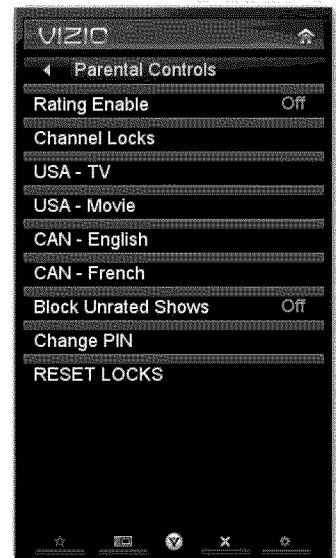 VIZIO
Parental Controls
Rating Enable Off
Channel Locks
USA - TV
USA - Movie
CAN - English
CAN - French
Block Unrated Shows Off
Change PIN
RESET LOCKS